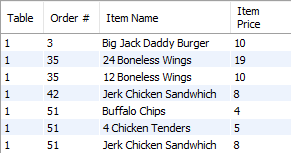 Table Order # Item Name Item Price
1 3 Big Jack Daddy Burger 10
1 35 24 Boneless Wings 19
1 35 12 Boneless Wings 10
1 42 Jerk Chicken Sandwhich 8
1 51 Buffalo Chips 4
1 51 4 Chicken Tenders 5
1 51 Jerk Chicken Sandwhich 8